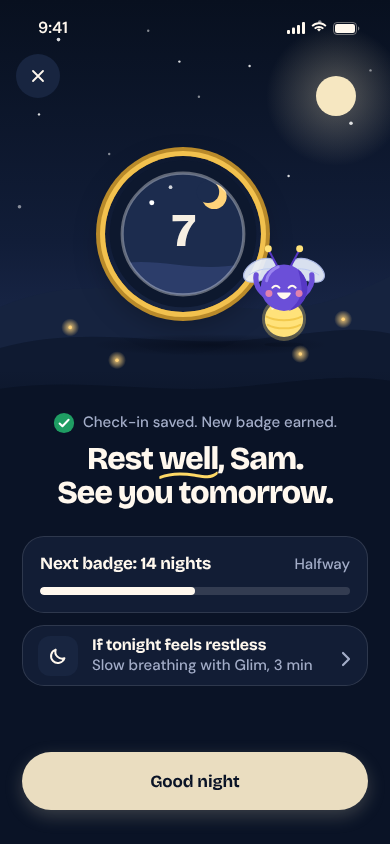 9:41
7
Check-in saved. New badge earned.
Rest well, Sam.
See you tomorrow.
Next badge: 14 nights
Halfway
If tonight feels restless
Slow breathing with Glim, 3 min
Good night